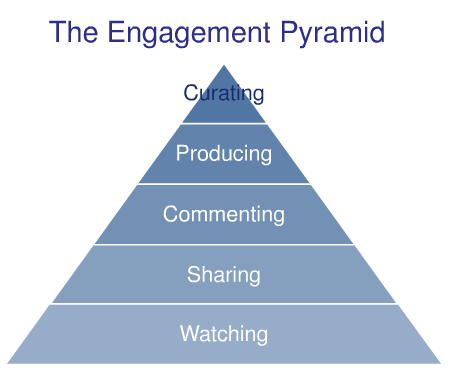 The Engagement Pyramid
Curating
Producing
Commenting
Sharing
Watching